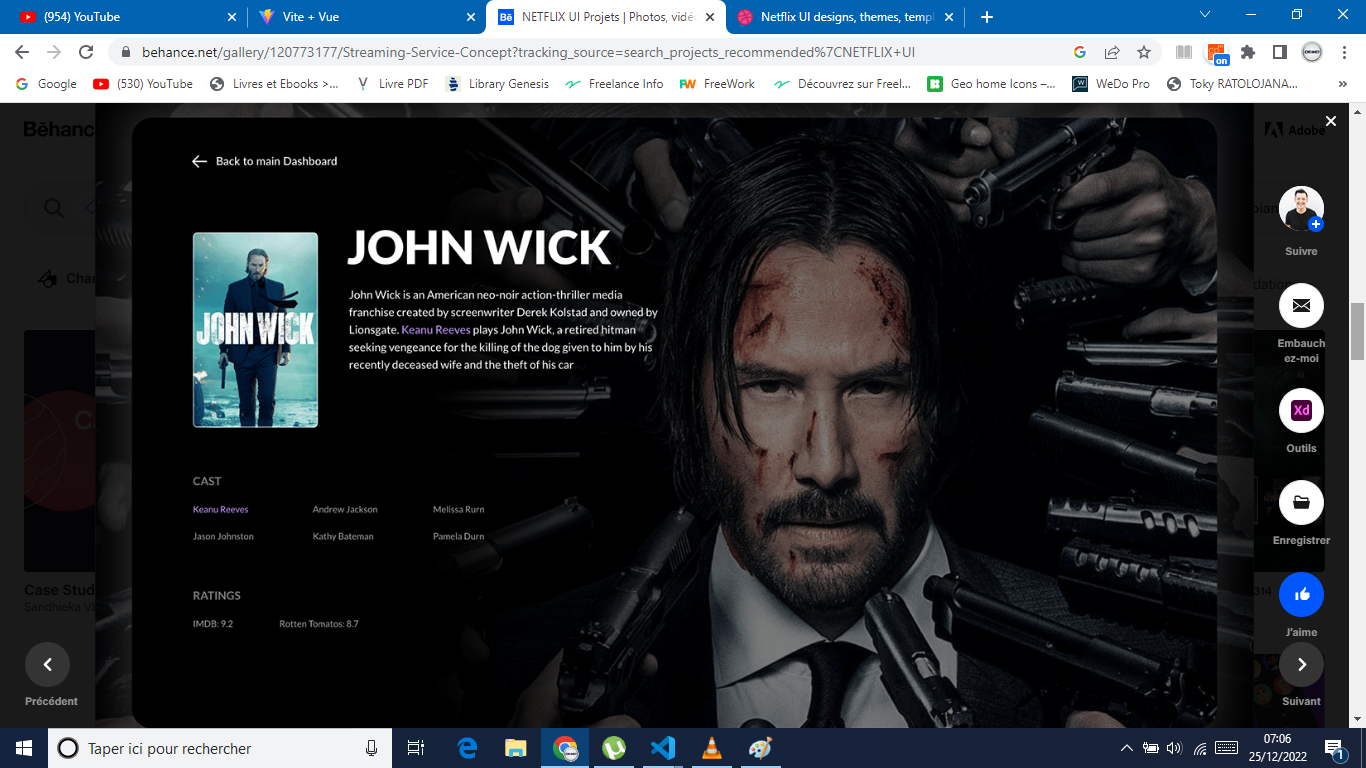 (954) YouTube
Vite + Vue
NETFLIX UI Projets | Photos, vidé
Netflix UI designs, themes, templ
behance.net/gallery/120773177/Streaming-Service-Concept?tracking_source=search_projects_recommended%7CNETFLIX+UI
on
Google
(530) YouTube
Livres et Ebooks >...
Livre PDF
Library Genesis
Freelance Info
FreeWork
Découvrez sur Freel...
Geo home Icons –...
WeDo Pro
Toky RATOLOJANA...
»
Bēhanc
Adobe
Back to main Dashboard
JOHN WICK
John Wick is an American neo-noir action-thriller media
franchise created by screenwriter Derek Kolstad and owned by
Lionsgate. Keanu Reeves plays John Wick, a retired hitman
seeking vengeance for the killing of the dog given to him by his
recently deceased wife and the theft of his car
JOHN WICK
CAST
Keanu Reeves
Andrew Jackson
Melissa Rurn
Jason Johnston
Kathy Bateman
Pamela Durn
RATINGS
IMDB: 9.2
Rotten Tomatos: 8.7
Case Stud
Suivre
Embauch
ez-moi
Xd
Outils
Enregistrer
314
J'aime
Précédent
Suivant
Taper ici pour rechercher
07:06
25/12/2022
1